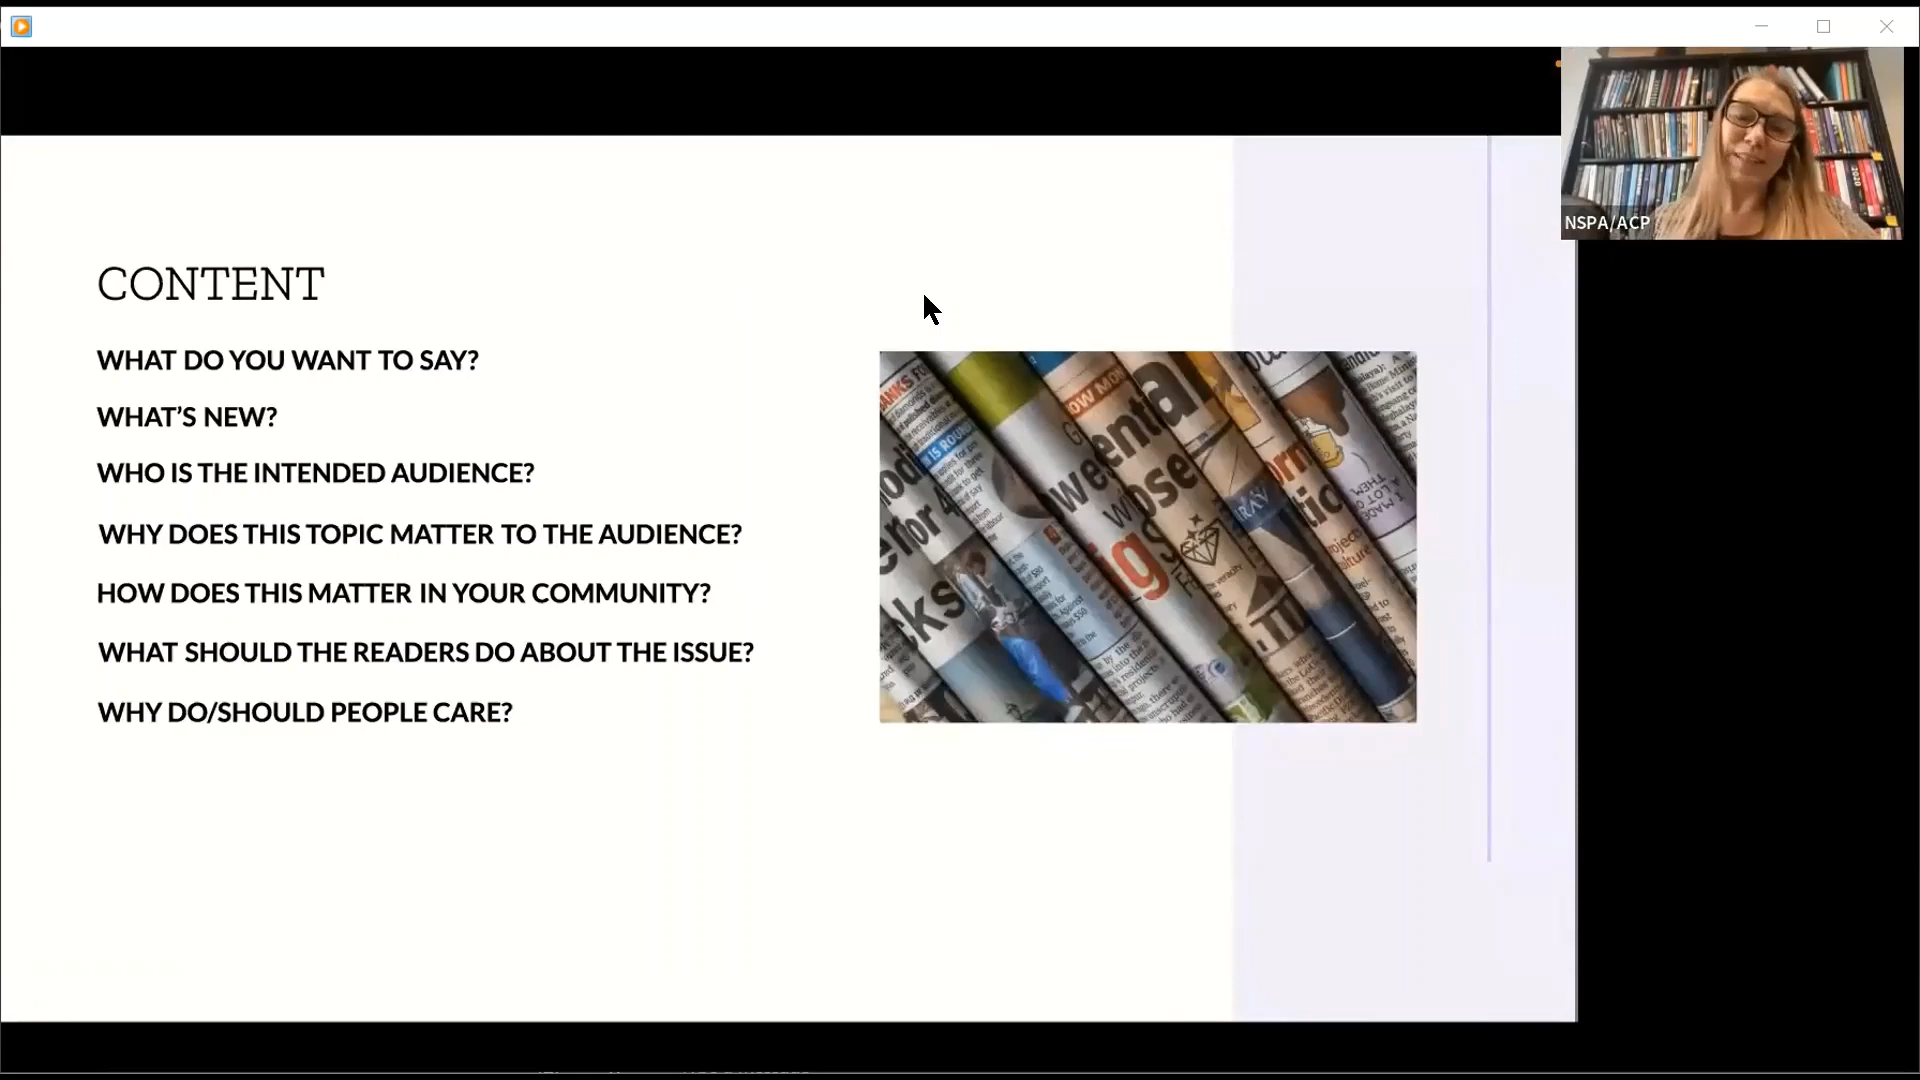 NSPA/ACP
CONTENT
WHAT DO YOU WANT TO SAY?
WHAT'S NEW?
WHO IS THE INTENDED AUDIENCE?
WHY DOES THIS TOPIC MATTER TO THE AUDIENCE?
HOW DOES THIS MATTER IN YOUR COMMUNITY?
WHAT SHOULD THE READERS DO ABOUT THE ISSUE?
WHY DO/SHOULD PEOPLE CARE?